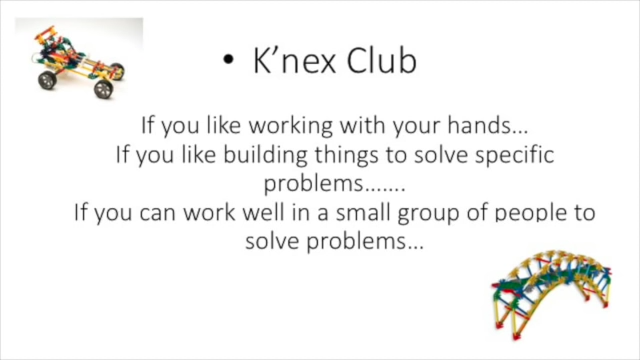 • K’nex Club
If you like working with your hands…
If you like building things to solve specific
problems…….
If you can work well in a small group of people to
solve problems…